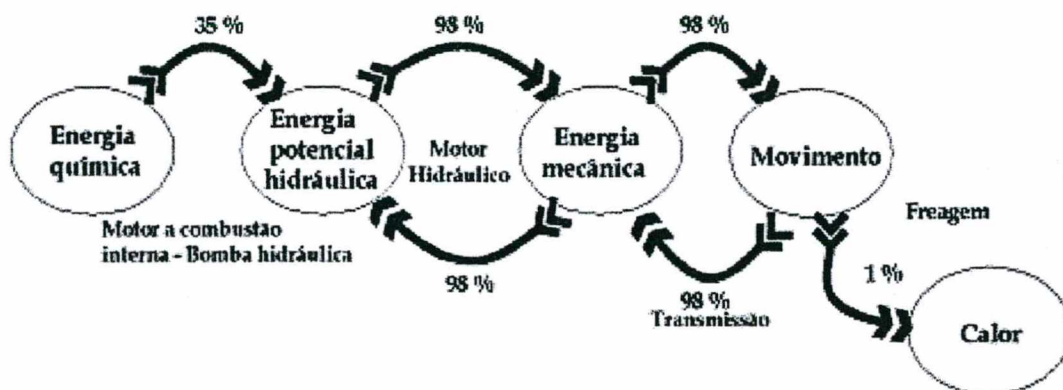 35 %
98 %
98 %
Energia
química
Energia
potencial
hidráulica
Motor
Hidráulico
Energia
mecânica
Movimento
Freagem
Motor a combustão
interna - Bomba hidráulica
98 %
98 %
Transmissão
1 %
Calor